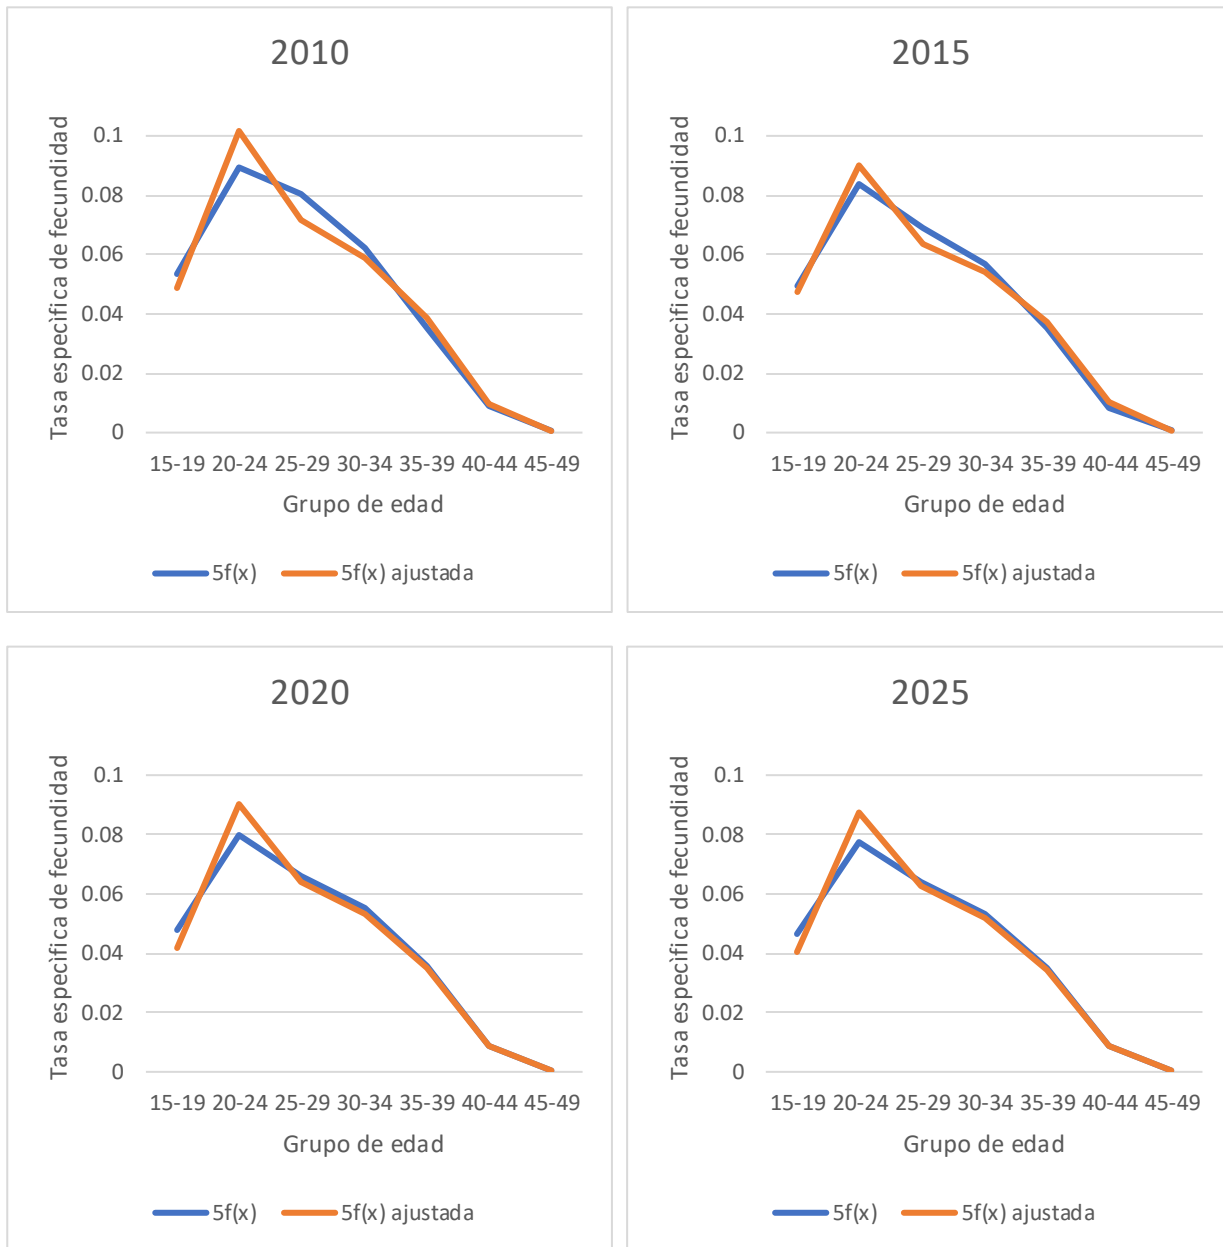 2010
Tasa específica de fecundidad
0.1
0.08
0.06
0.04
0.02
0
15-19 20-24 25-29 30-34 35-39 40-44 45-49
Grupo de edad
5f(x) 5f(x) ajustada
2015
Tasa específica de fecundidad
0.1
0.08
0.06
0.04
0.02
0
15-19 20-24 25-29 30-34 35-39 40-44 45-49
Grupo de edad
5f(x) 5f(x) ajustada
2020
Tasa específica de fecundidad
0.1
0.08
0.06
0.04
0.02
0
15-19 20-24 25-29 30-34 35-39 40-44 45-49
Grupo de edad
5f(x) 5f(x) ajustada
2025
Tasa específica de fecundidad
0.1
0.08
0.06
0.04
0.02
0
15-19 20-24 25-29 30-34 35-39 40-44 45-49
Grupo de edad
5f(x) 5f(x) ajustada